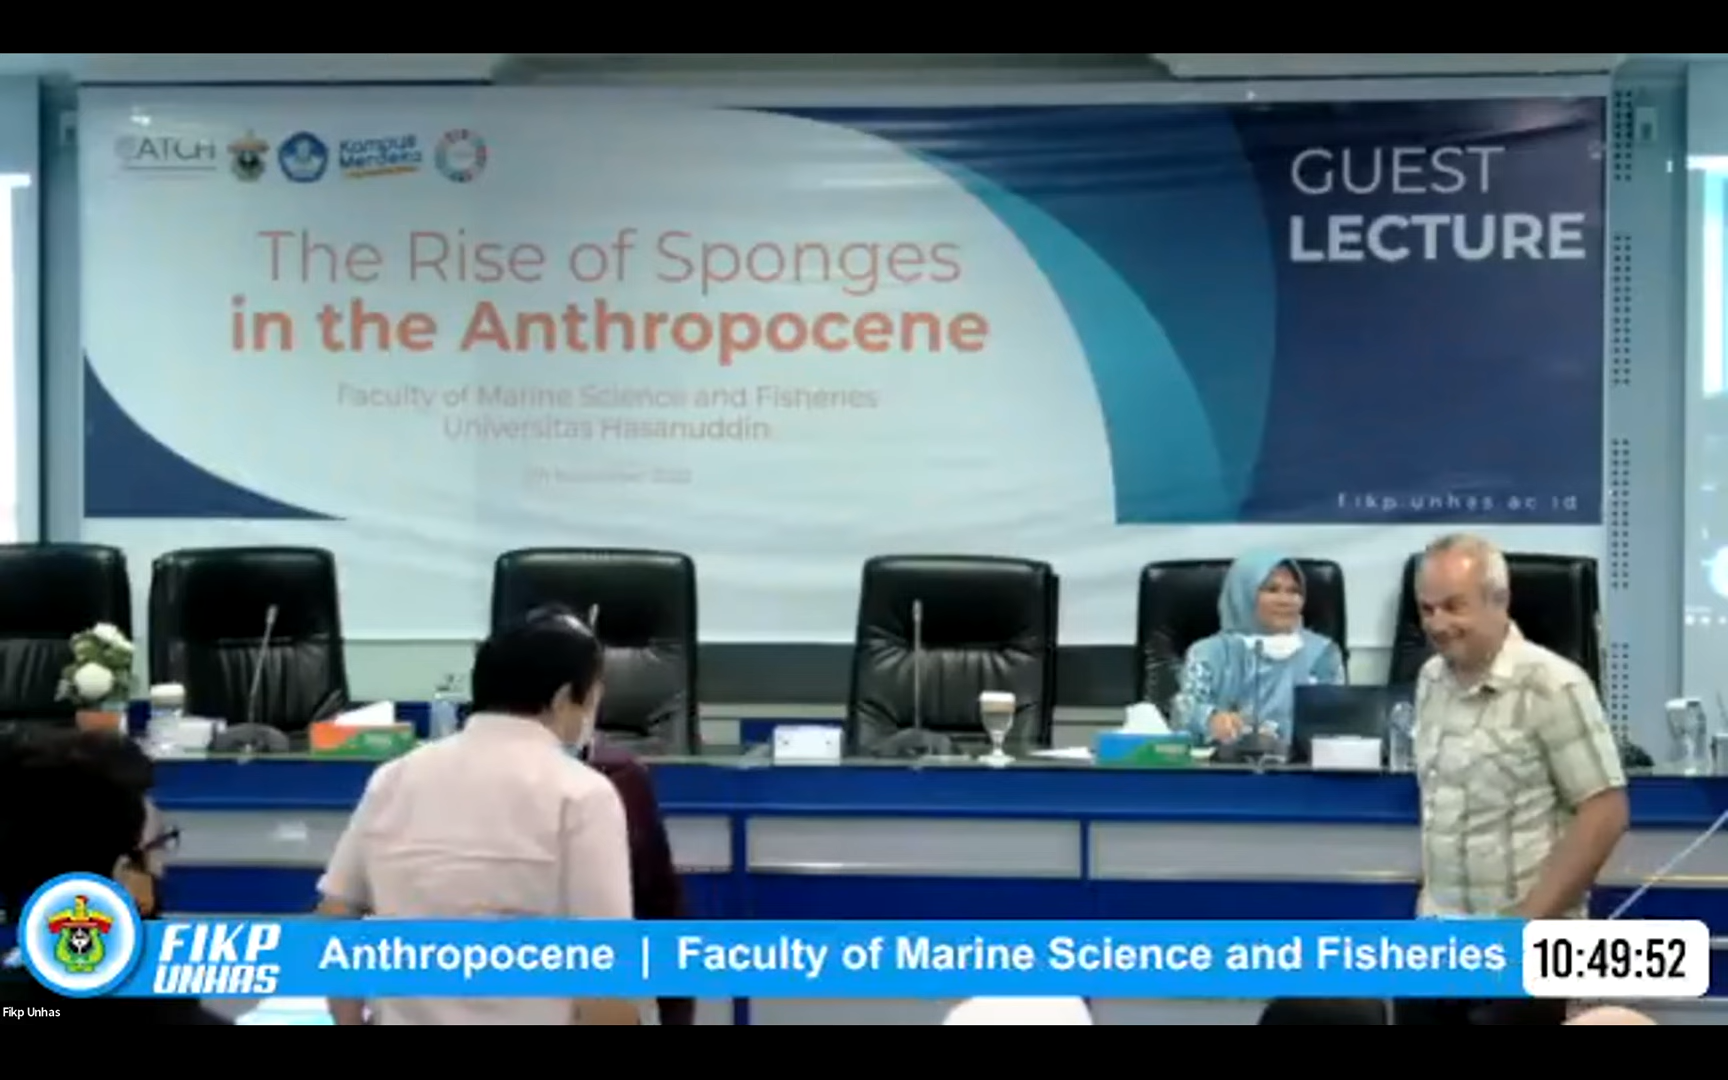 CATCH
Kampus
Merdeka
GUEST
LECTURE
The Rise of Sponges
in the Anthropocene
Faculty of Marine Science and Fisheries
Universitas Hasanuddin
fikp.unhas.ac.id
FIKP
UNHAS
Anthropocene | Faculty of Marine Science and Fisheries
10:49:52
Fikp Unhas